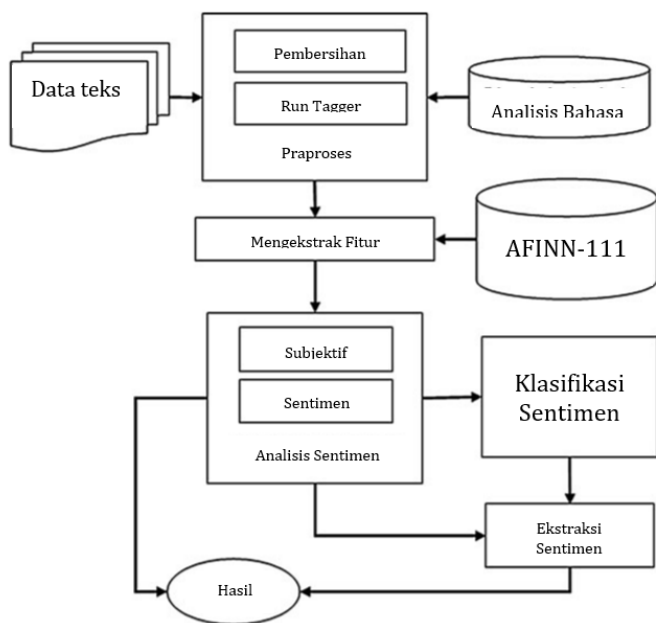 Pembersihan
Data teks
Run Tagger
Analisis Bahasa
Praproses
Mengekstrak Fitur
AFINN-111
Subjektif
Klasifikasi
Sentimen
Sentimen
Analisis Sentimen
Ekstraksi
Sentimen
Hasil